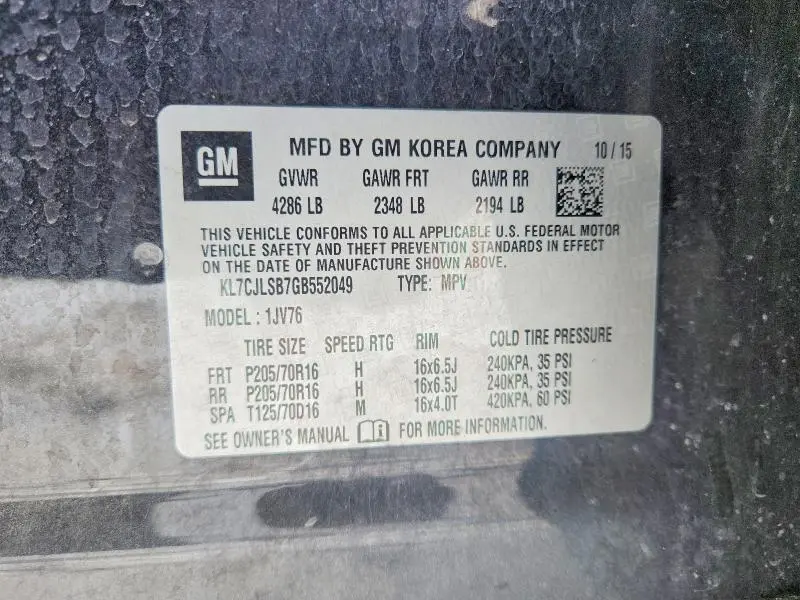 GM
MFD BY GM KOREA COMPANY 10 / 15
GVWR GAWR FRT GAWR RR
4286 LB 2348 LB 2194 LB
THIS VEHICLE CONFORMS TO ALL APPLICABLE U.S. FEDERAL MOTOR
VEHICLE SAFETY AND THEFT PREVENTION STANDARDS IN EFFECT
ON THE DATE OF MANUFACTURE SHOWN ABOVE.
KL7CJLSB7GB552049 TYPE: MPV
MODEL : 1JV76
TIRE SIZE SPEED RTG RIM COLD TIRE PRESSURE
FRT P205/70R16 H 16x6.5J 240KPA, 35 PSI
RR P205/70R16 H 16x6.5J 240KPA, 35 PSI
SPA T125/70D16 M 16x4.0T 420KPA, 60 PSI
SEE OWNER'S MANUAL i FOR MORE INFORMATION.